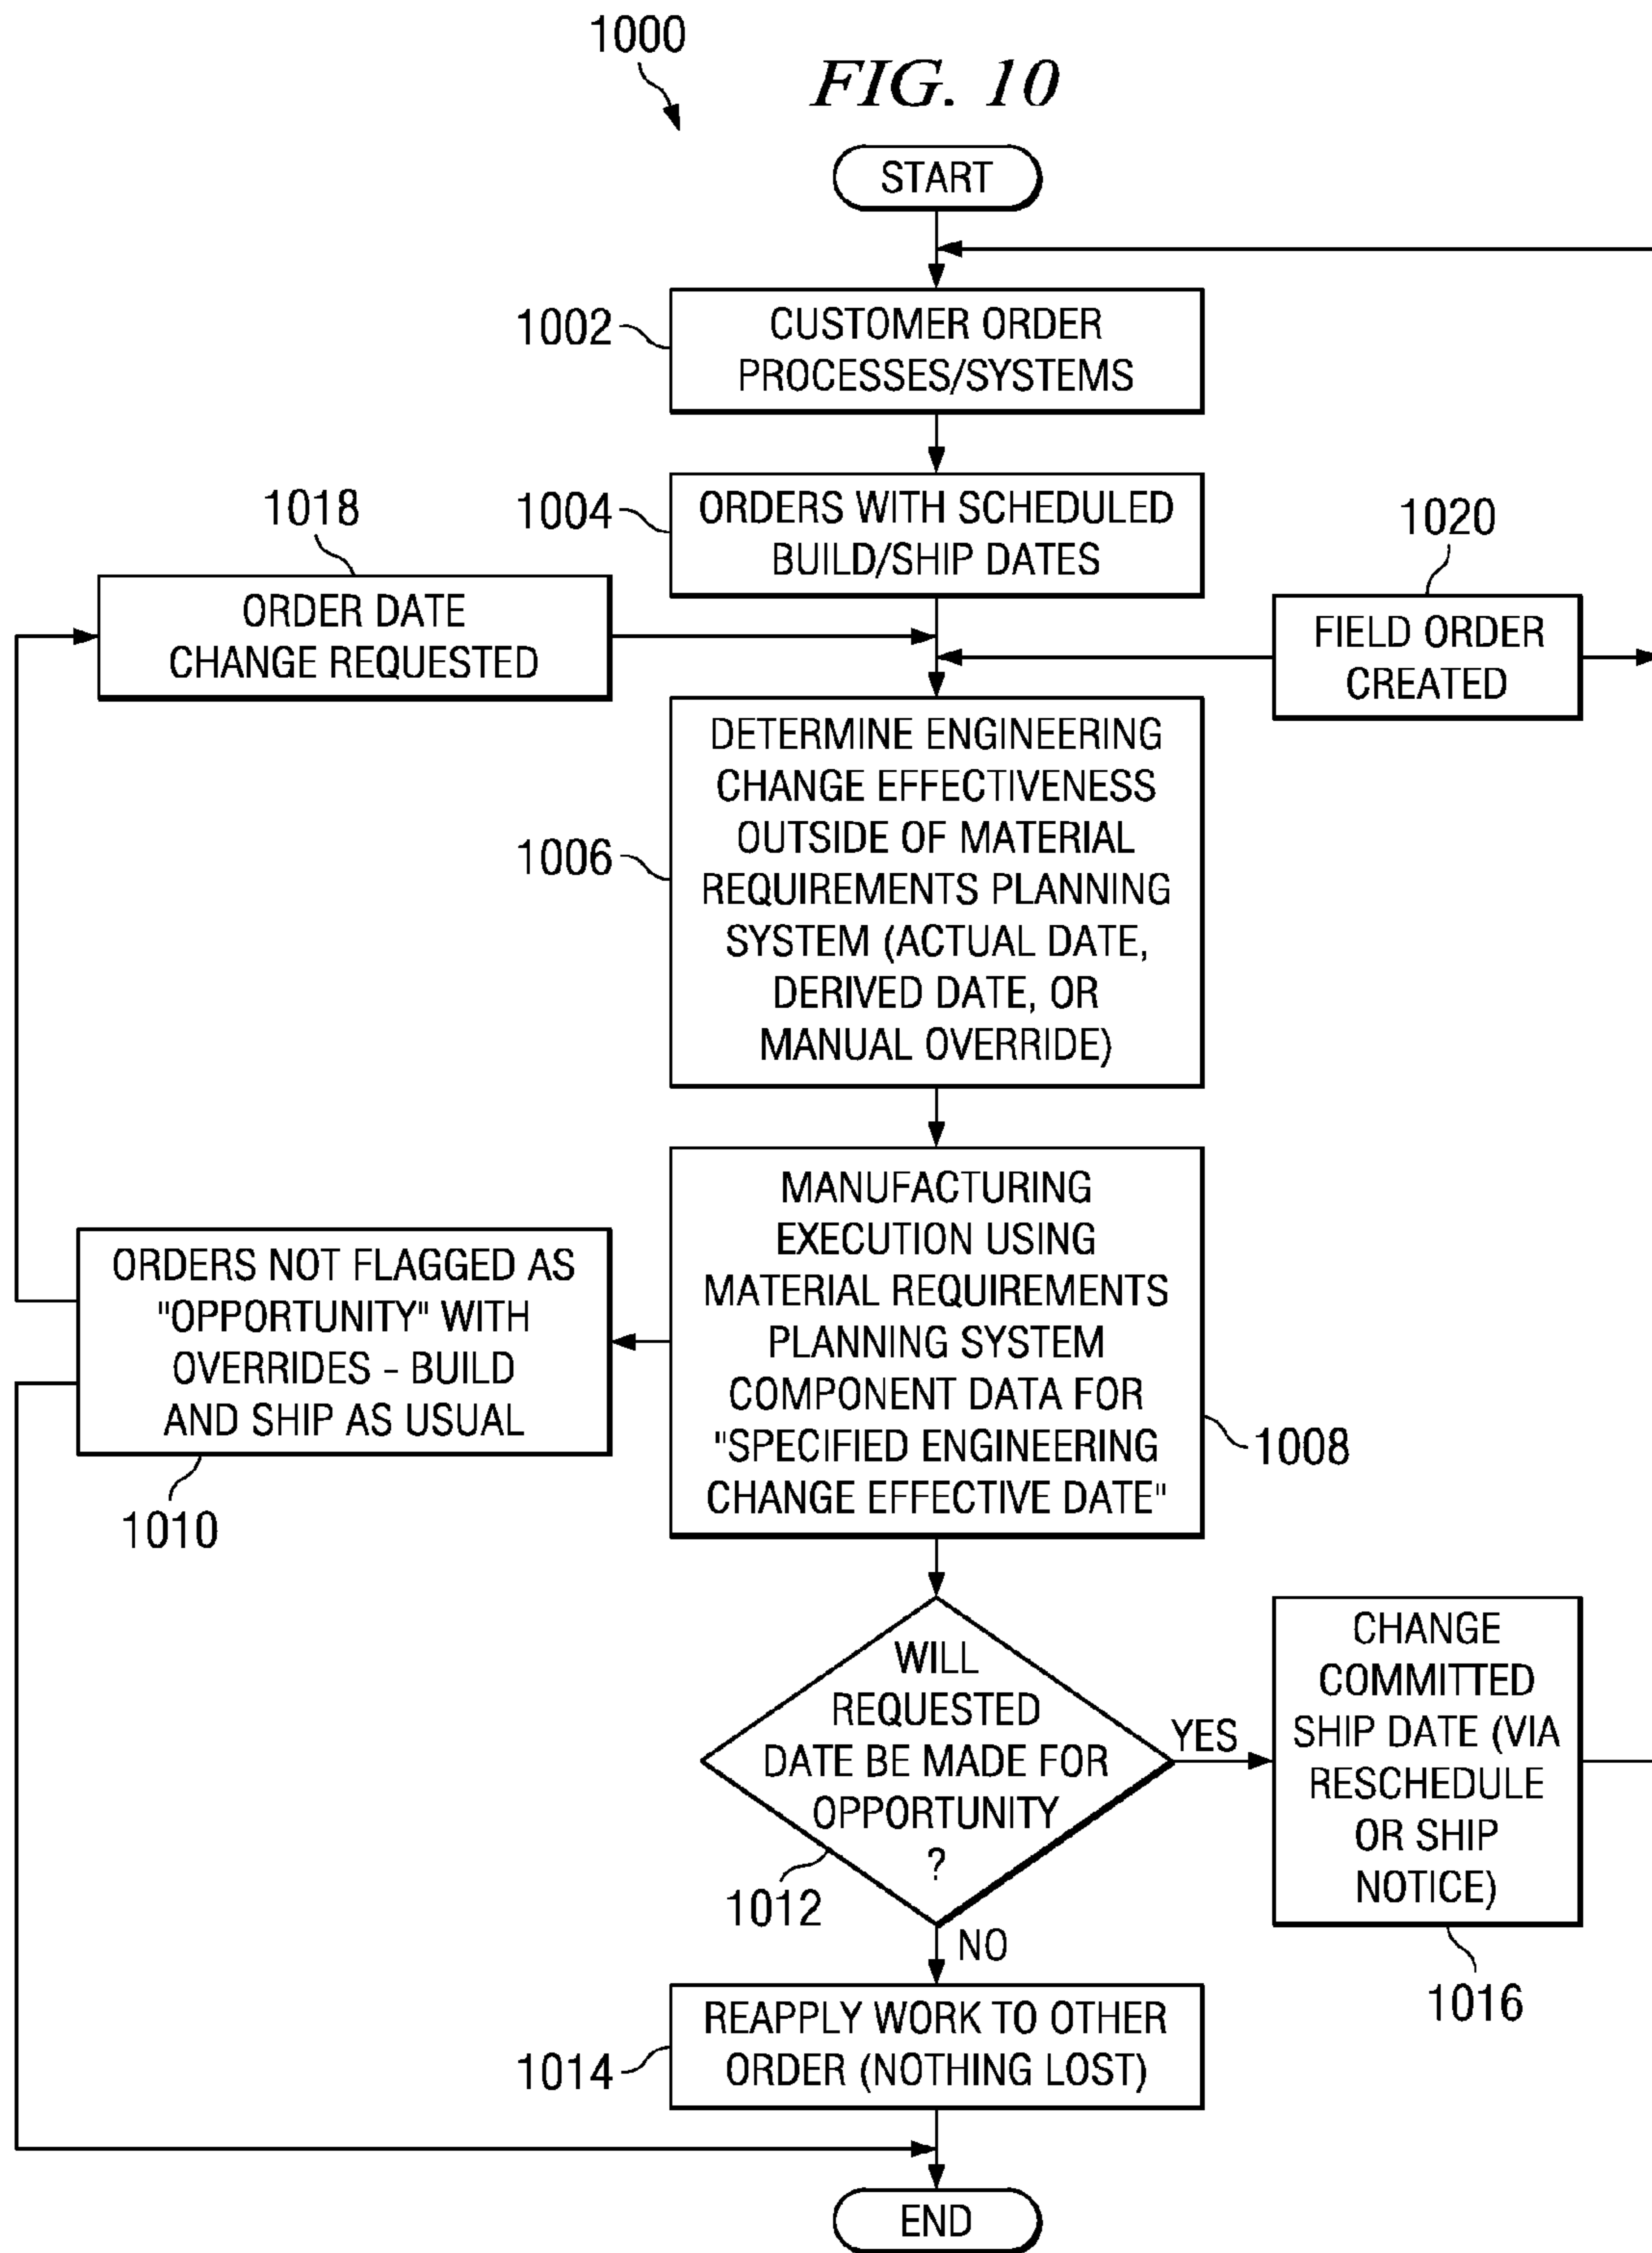 1000
FIG. 10
START
1002
CUSTOMER ORDER
PROCESSES/SYSTEMS
1004
ORDERS WITH SCHEDULED
BUILD/SHIP DATES
1018
ORDER DATE
CHANGE REQUESTED
1020
FIELD ORDER
CREATED
1006
DETERMINE ENGINEERING
CHANGE EFFECTIVENESS
OUTSIDE OF MATERIAL
REQUIREMENTS PLANNING
SYSTEM (ACTUAL DATE,
DERIVED DATE, OR
MANUAL OVERRIDE)
MANUFACTURING
EXECUTION USING
MATERIAL REQUIREMENTS
PLANNING SYSTEM
COMPONENT DATA FOR
"SPECIFIED ENGINEERING
CHANGE EFFECTIVE DATE"
1008
ORDERS NOT FLAGGED AS
"OPPORTUNITY" WITH
OVERRIDES - BUILD
AND SHIP AS USUAL
1010
WILL
REQUESTED
DATE BE MADE FOR
OPPORTUNITY
?
1012
YES
NO
CHANGE
COMMITTED
SHIP DATE (VIA
RESCHEDULE
OR SHIP
NOTICE)
1016
1014
REAPPLY WORK TO OTHER
ORDER (NOTHING LOST)
END